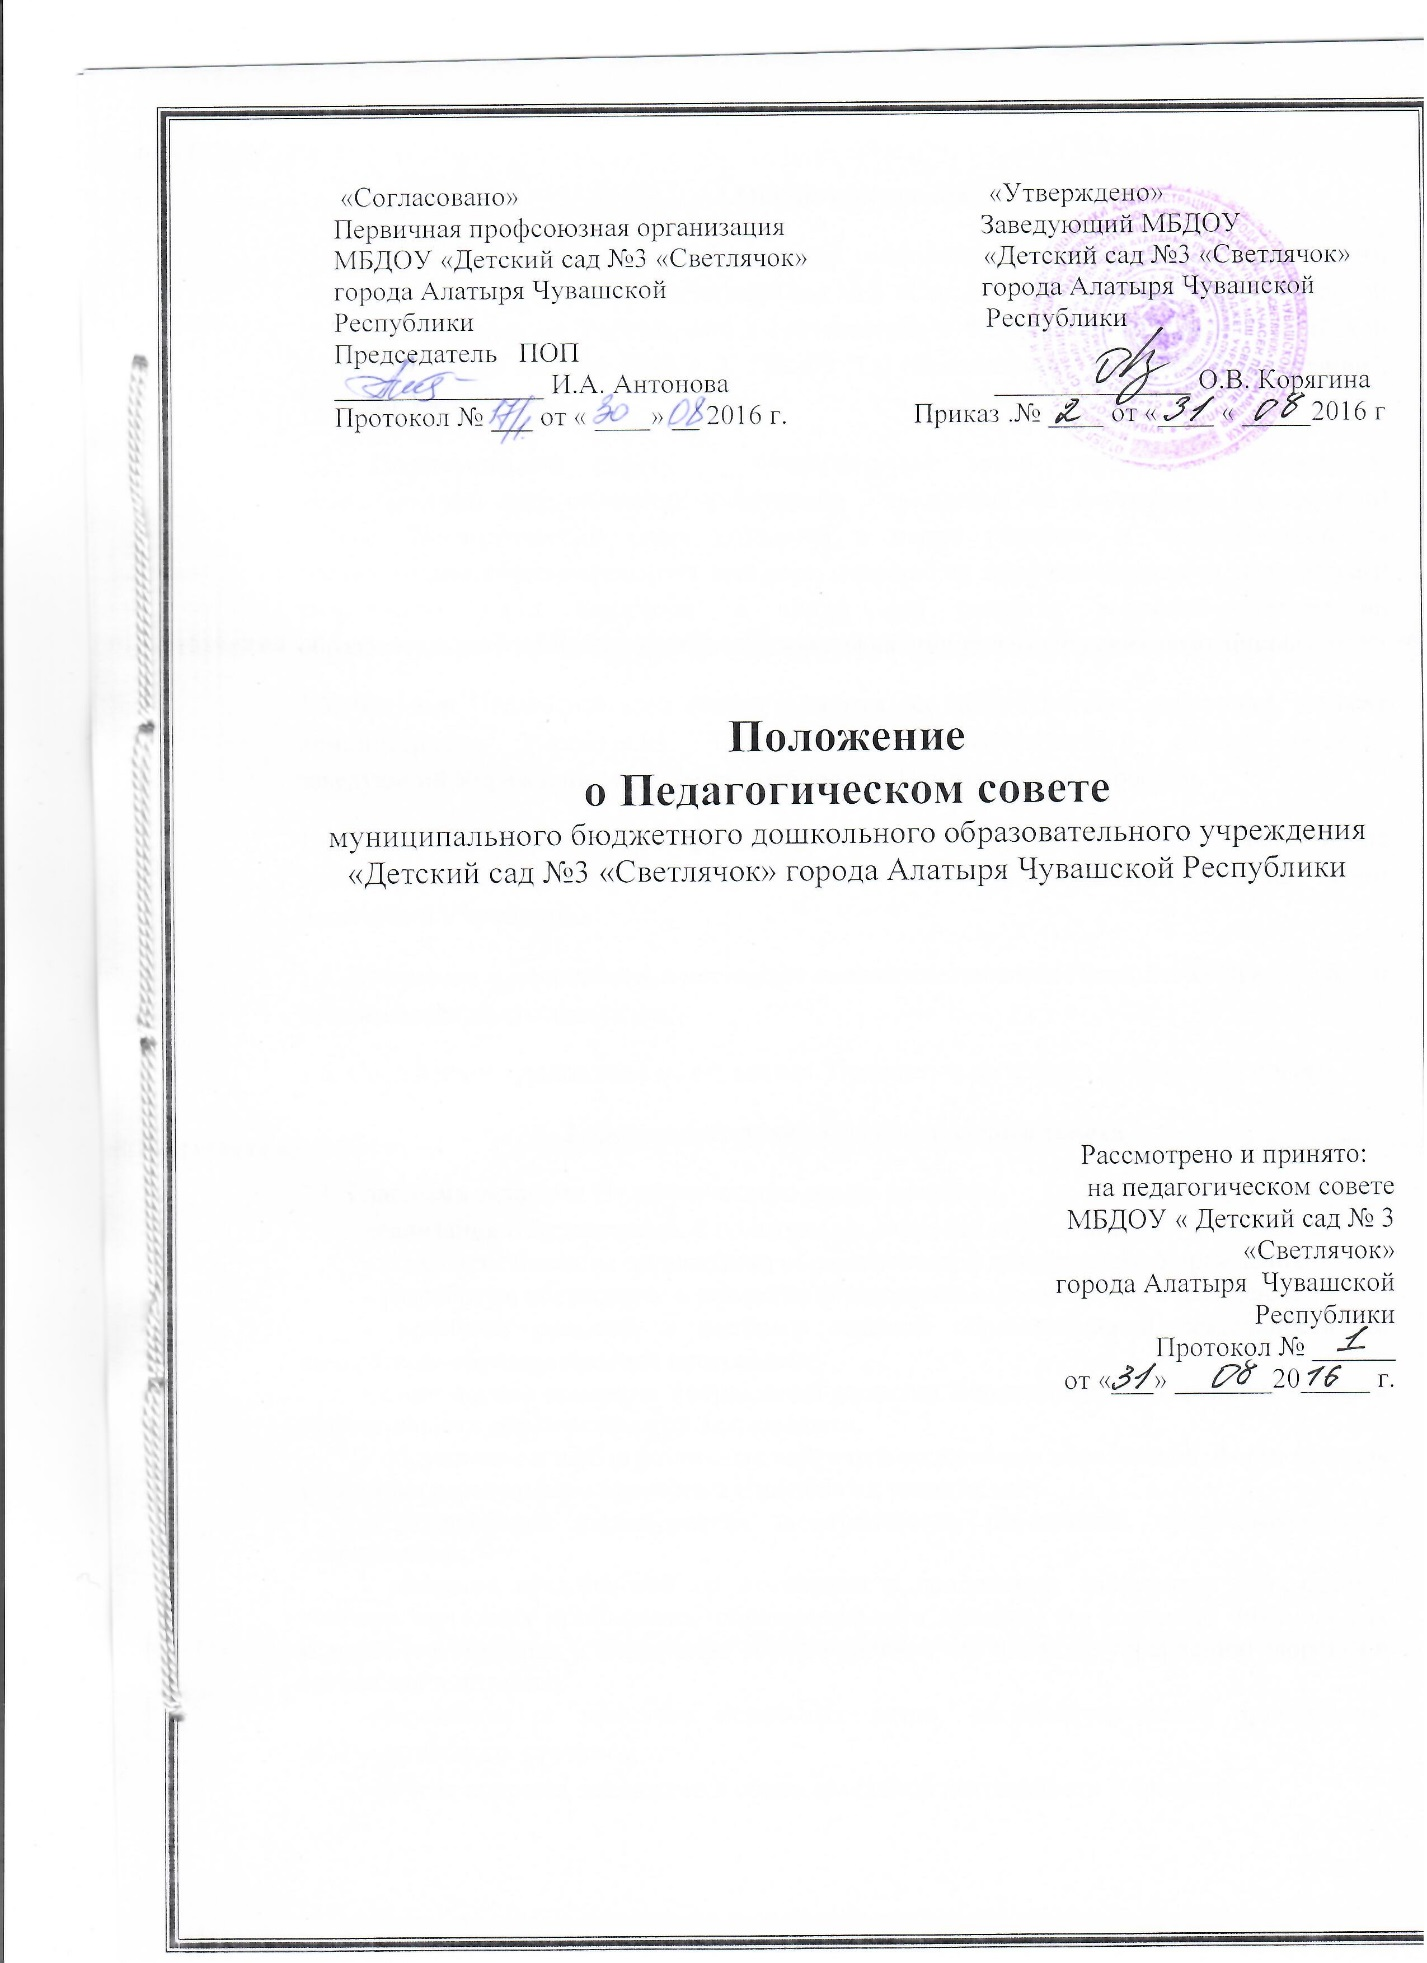 «Согласовано»
Первичная профсоюзная организация
МБДОУ «Детский сад №3 «Светлячок»
города Алатыря Чувашской
Республики
Председатель ПОП
И.А. Антонова
Протокол № 17/1 от « 30 » 08 2016 г.
«Утверждено»
Заведующий МБДОУ
«Детский сад №3 «Светлячок»
города Алатыря Чувашской
Республики
О.В. Корягина
Приказ .№ 2 от « 31 « 08 2016 г
Положение
о Педагогическом совете
муниципального бюджетного дошкольного образовательного учреждения
«Детский сад №3 «Светлячок» города Алатыря Чувашской Республики
Рассмотрено и принято:
на педагогическом совете
МБДОУ « Детский сад № 3
«Светлячок»
города Алатыря Чувашской
Республики
Протокол № 1
от «31» 08 2016 г.